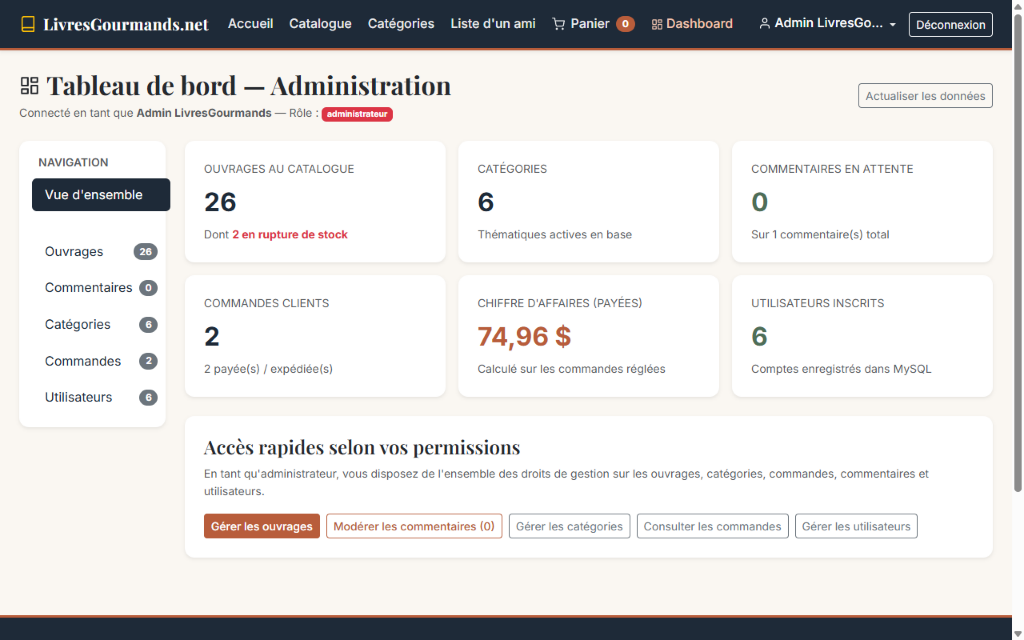 LivresGourmands.net Accueil Catalogue Catégories Liste d'un ami Panier 0 Dashboard Admin LivresGo... Déconnexion
Tableau de bord — Administration
Connecté en tant que Admin LivresGourmands — Rôle : administrateur
Actualiser les données
NAVIGATION
Vue d'ensemble
Ouvrages 26
Commentaires 0
Catégories 6
Commandes 2
Utilisateurs 6
OUVRAGES AU CATALOGUE
26
Dont 2 en rupture de stock
CATÉGORIES
6
Thématiques actives en base
COMMENTAIRES EN ATTENTE
0
Sur 1 commentaire(s) total
COMMANDES CLIENTS
2
2 payée(s) / expédiée(s)
CHIFFRE D'AFFAIRES (PAYÉES)
74,96 $
Calculé sur les commandes réglées
UTILISATEURS INSCRITS
6
Comptes enregistrés dans MySQL
Accès rapides selon vos permissions
En tant qu'administrateur, vous disposez de l'ensemble des droits de gestion sur les ouvrages, catégories, commandes, commentaires et
utilisateurs.
Gérer les ouvrages Modérer les commentaires (0) Gérer les catégories Consulter les commandes Gérer les utilisateurs